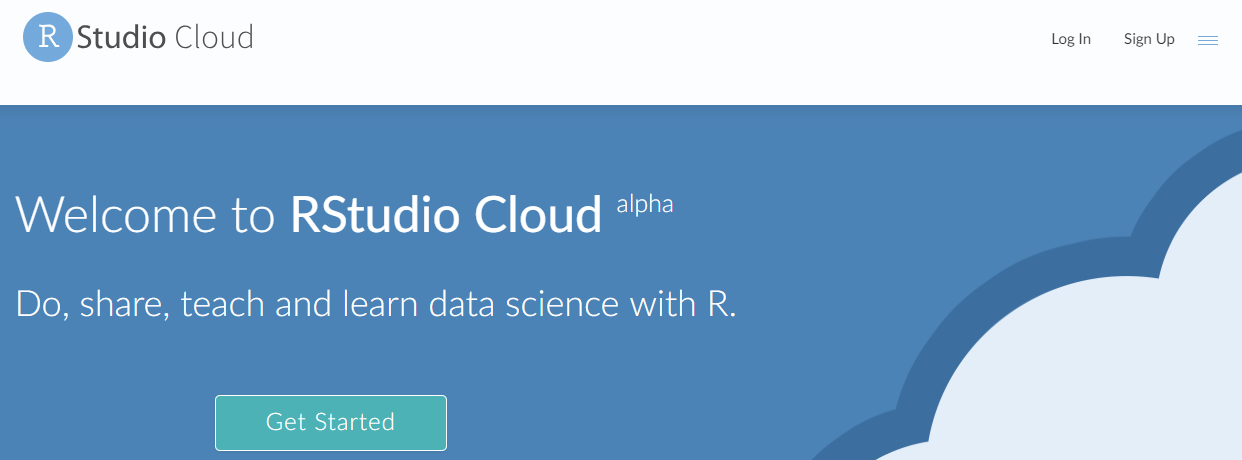 RStudio Cloud
Log In Sign Up
Welcome to RStudio Cloud alpha
Do, share, teach and learn data science with R.
Get Started